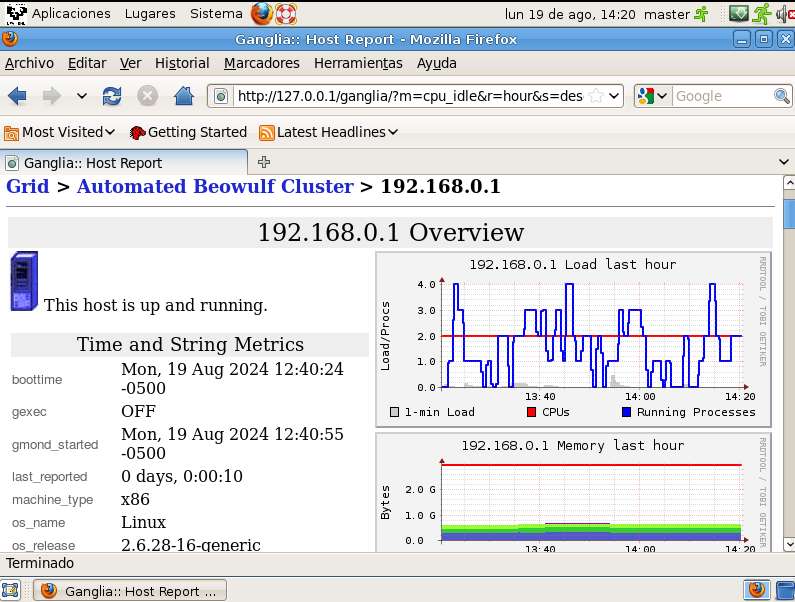 Aplicaciones Lugares Sistema lun 19 de ago, 14:20 master
Ganglia:: Host Report - Mozilla Firefox
Archivo Editar Ver Historial Marcadores Herramientas Ayuda
http://127.0.0.1/ganglia/?m=cpu_idle&r=hour&s=des Google
Most Visited Getting Started Latest Headlines
Ganglia:: Host Report
Grid > Automated Beowulf Cluster > 192.168.0.1
192.168.0.1 Overview
This host is up and running.
Time and String Metrics
boottime Mon, 19 Aug 2024 12:40:24
-0500
gexec OFF
gmond_started Mon, 19 Aug 2024 12:40:55
-0500
last_reported 0 days, 0:00:10
machine_type x86
os_name Linux
os_release 2.6.28-16-generic
192.168.0.1 Load last hour
RRDTOOL / TOBI OETIKER
Load/Procs
4.0
3.0
2.0
1.0
0.0
13:40 14:00 14:20
1-min Load CPUs Running Processes
192.168.0.1 Memory last hour
RRDTOOL / TOBI OETIKER
Bytes
2.0 G
1.0 G
0.0
13:40 14:00 14:20
Terminado
Ganglia:: Host Report ...